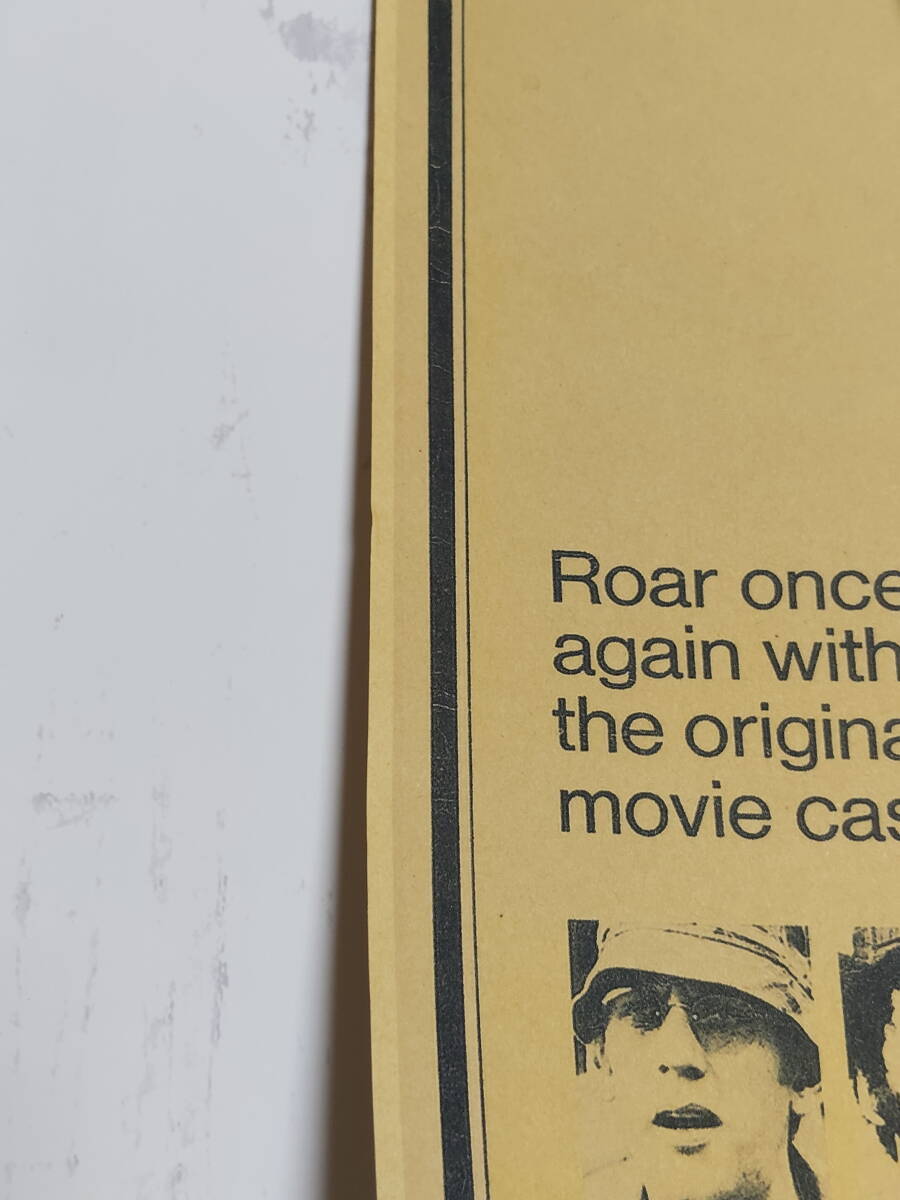 Roar once
again with
the origina
movie cas